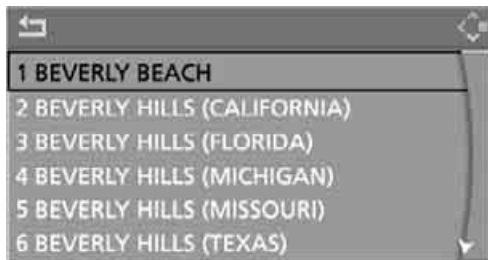 1 BEVERLY BEACH
2 BEVERLY HILLS (CALIFORNIA)
3 BEVERLY HILLS (FLORIDA)
4 BEVERLY HILLS (MICHIGAN)
5 BEVERLY HILLS (MISSOURI)
6 BEVERLY HILLS (TEXAS)